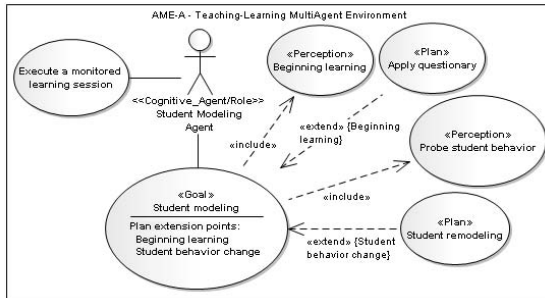 AME-A - Teaching-Learning MultiAgent Environment
Execute a monitored
learning session
<<Cognitive_Agent/Role>>
Student Modeling
Agent
«Perception»
Beginning learning
«Plan»
Apply questionary
«extend» {Beginning
learning}
«include»
«Perception»
Probe student behavior
«include»
«Goal»
Student modeling
Plan extension points:
Beginning learning
Student behavior change
«Plan»
Student remodeling
«extend» {Student
behavior change}